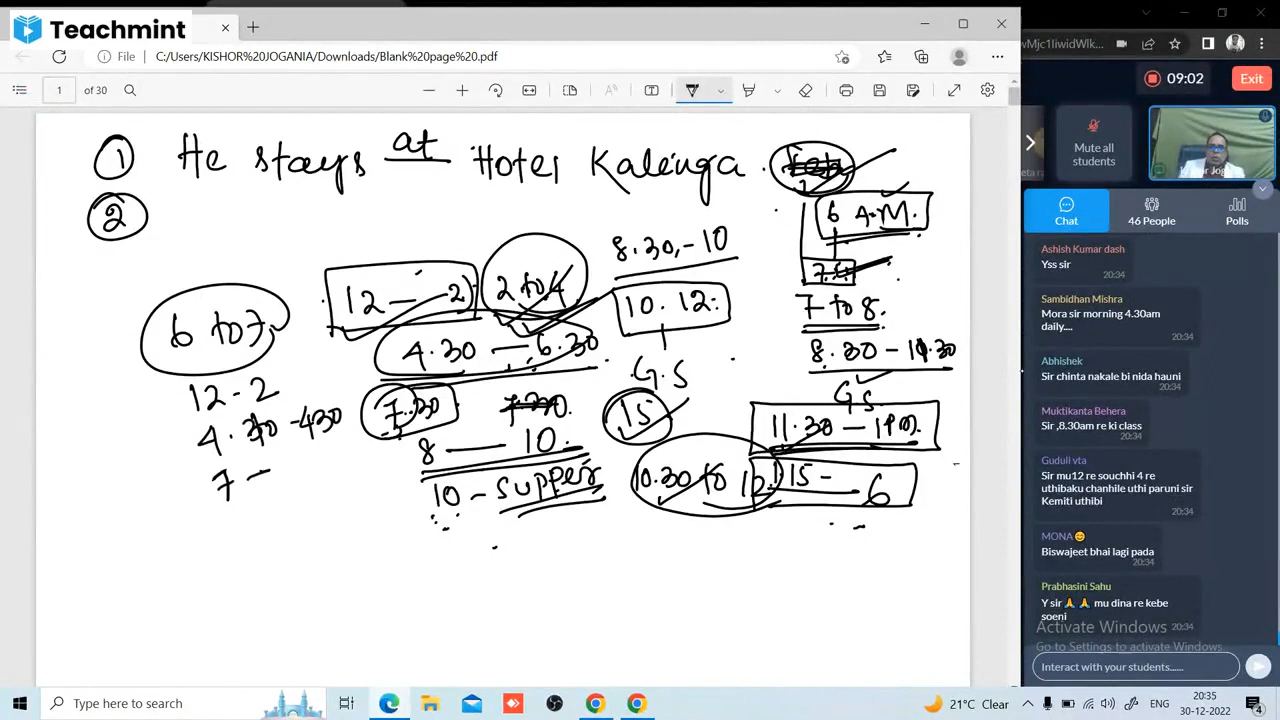 Teachmint
File C:/Users/KISHOR%20JOGANIA/Downloads/Blank%20page%20.pdf
wMjc1IiwidWlk...
1 of 30
09:02
Exit
Mute all
students
Chat
46 People
Polls
① He stays at Hotel Kalinga.
②
6 A.M.
7 to 8.
8.30 - 11.30
G.S
11.30 - 1PM.
12.15 - 6
8.30, - 10
10. 12.
G.S
.15
10.30 to 12.
12 - 2
2 to 4
4.30 - 6.30
7.30
8 - 10.
10 - supper
6 to 7
12 - 2
4.30 - 430
7 -
Ashish Kumar dash
Yss sir
20:34
Sambidhan Mishra
Mora sir morning 4.30am
daily....
20:34
Abhishek
Sir chinta nakale bi nida hauni
20:34
Muktikanta Behera
Sir ,8.30am re ki class
20:34
Guduli vta
Sir mu12 re souchhi 4 re
uthibaku chanhile uthi paruni sir
Kemiti uthibi
20:34
MONA😊
Biswajeet bhai lagi pada
20:34
Prabhasini Sahu
Y sir🙏🙏 mu dina re kebe
soeni
20:34
Activate Windows
Go to Settings to activate Windows.
Interact with your students......
Type here to search
21°C Clear
ENG
20:35
30-12-2022
4